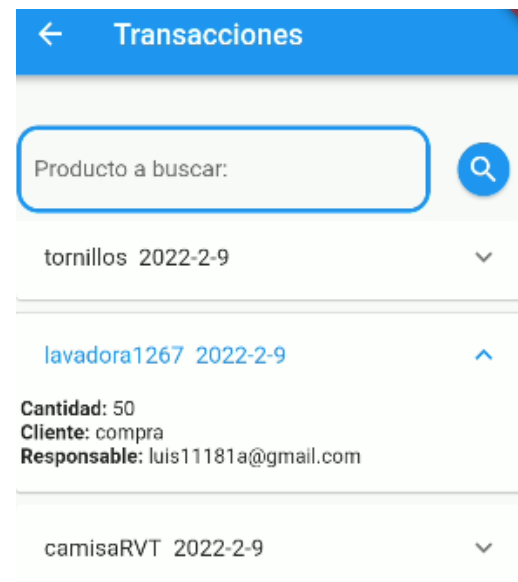 Transacciones
Producto a buscar:
tornillos 2022-2-9
lavadora1267 2022-2-9
Cantidad: 50
Cliente: compra
Responsable: luis11181a@gmail.com
camisaRVT 2022-2-9